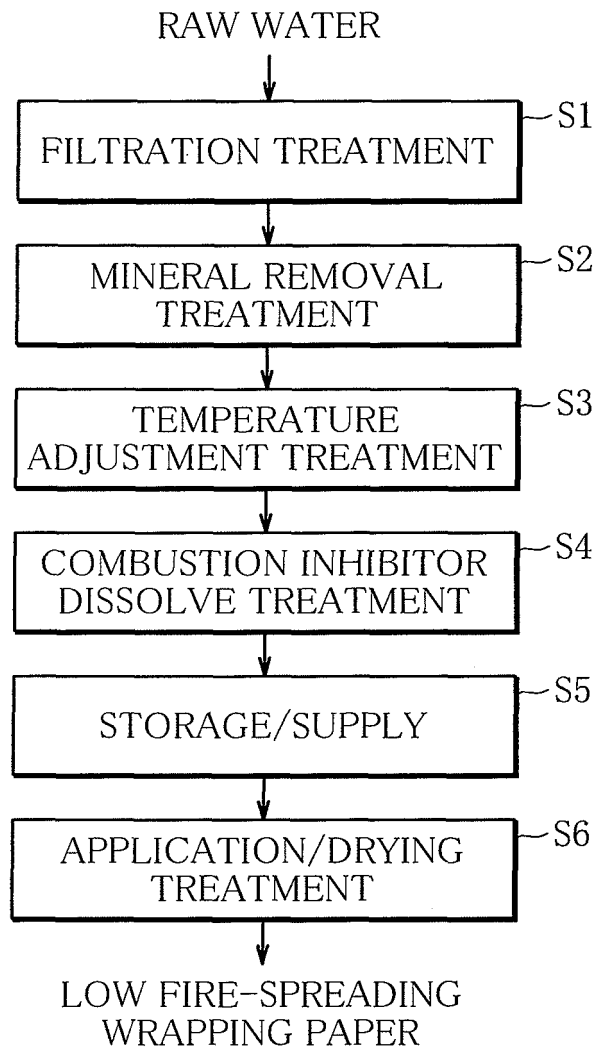 RAW WATER
FILTRATION TREATMENT
S1
MINERAL REMOVAL
TREATMENT
S2
TEMPERATURE
ADJUSTMENT TREATMENT
S3
COMBUSTION INHIBITOR
DISSOLVE TREATMENT
S4
STORAGE/SUPPLY
S5
APPLICATION/DRYING
TREATMENT
S6
LOW FIRE-SPREADING
WRAPPING PAPER